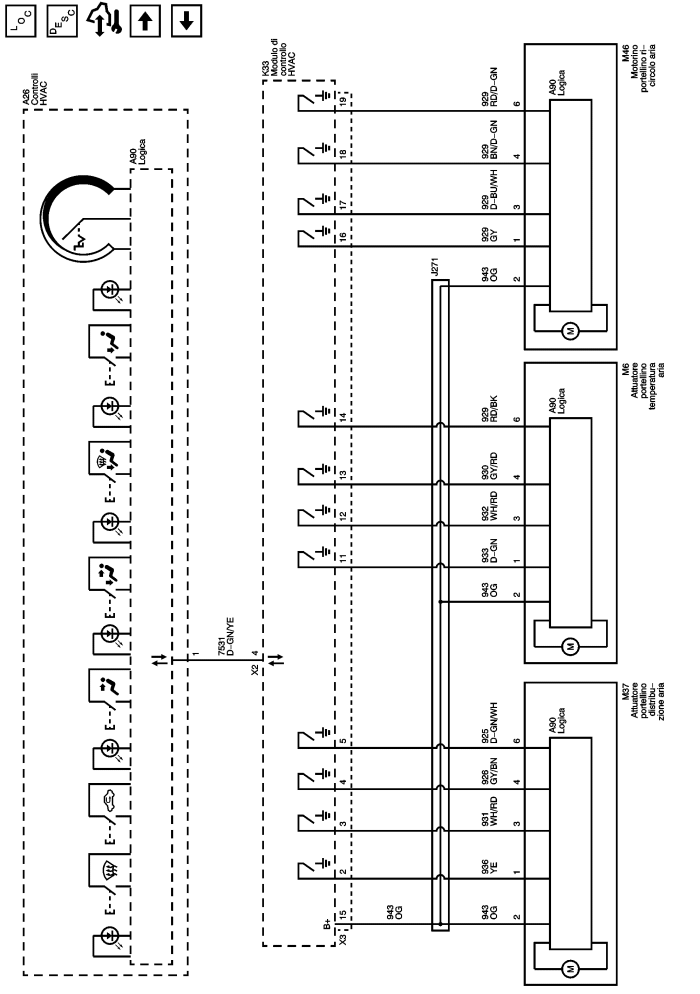 LOC
DESC
A26
Controlli
HVAC
A90
Logica
K33
Modulo di
controllo
HVAC
M46
Motorino
portellino ri-
circolo aria
A90
Logica
19
929
RD/D-GN
6
18
929
BN/D-GN
4
17
929
D-BU/WH
3
16
929
GY
1
J271
943
OG
2
M
M6
Attuatore
portellino
temperatura
aria
A90
Logica
14
929
RD/BK
6
13
930
GY/RD
4
12
932
WH/RD
3
11
933
D-GN
1
943
OG
2
M
1
7531
D-GN/YE
4
X2
M37
Attuatore
portellino
distribu-
zione aria
A90
Logica
5
925
D-GN/WH
6
4
926
GY/BN
4
3
931
WH/RD
3
2
936
YE
1
B+
15
X3
943
OG
943
OG
2
M